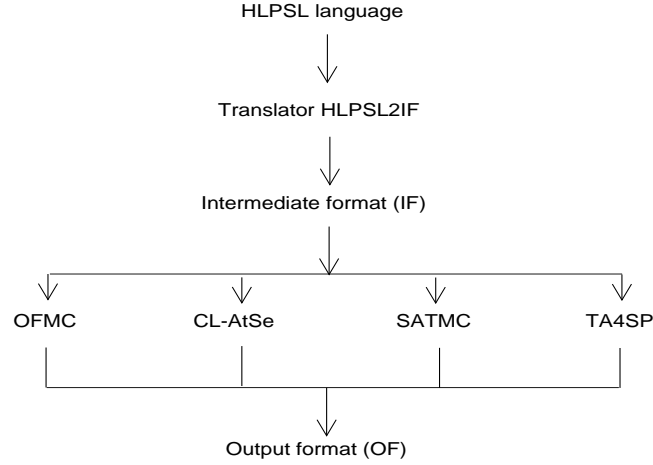 HLPSL language
Translator HLPSL2IF
Intermediate format (IF)
OFMC CL-AtSe SATMC TA4SP
Output format (OF)